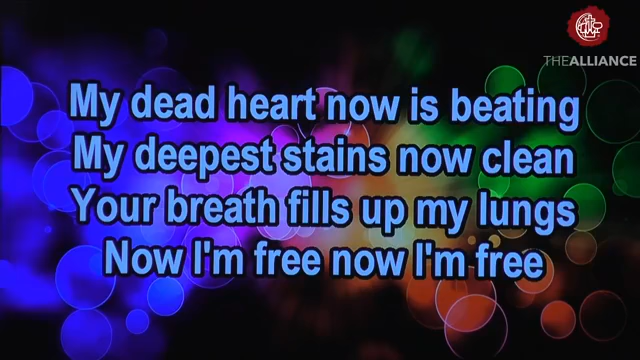 THEALLIANCE
My dead heart now is beating
My deepest stains now clean
Your breath fills up my lungs
Now I'm free now I'm free